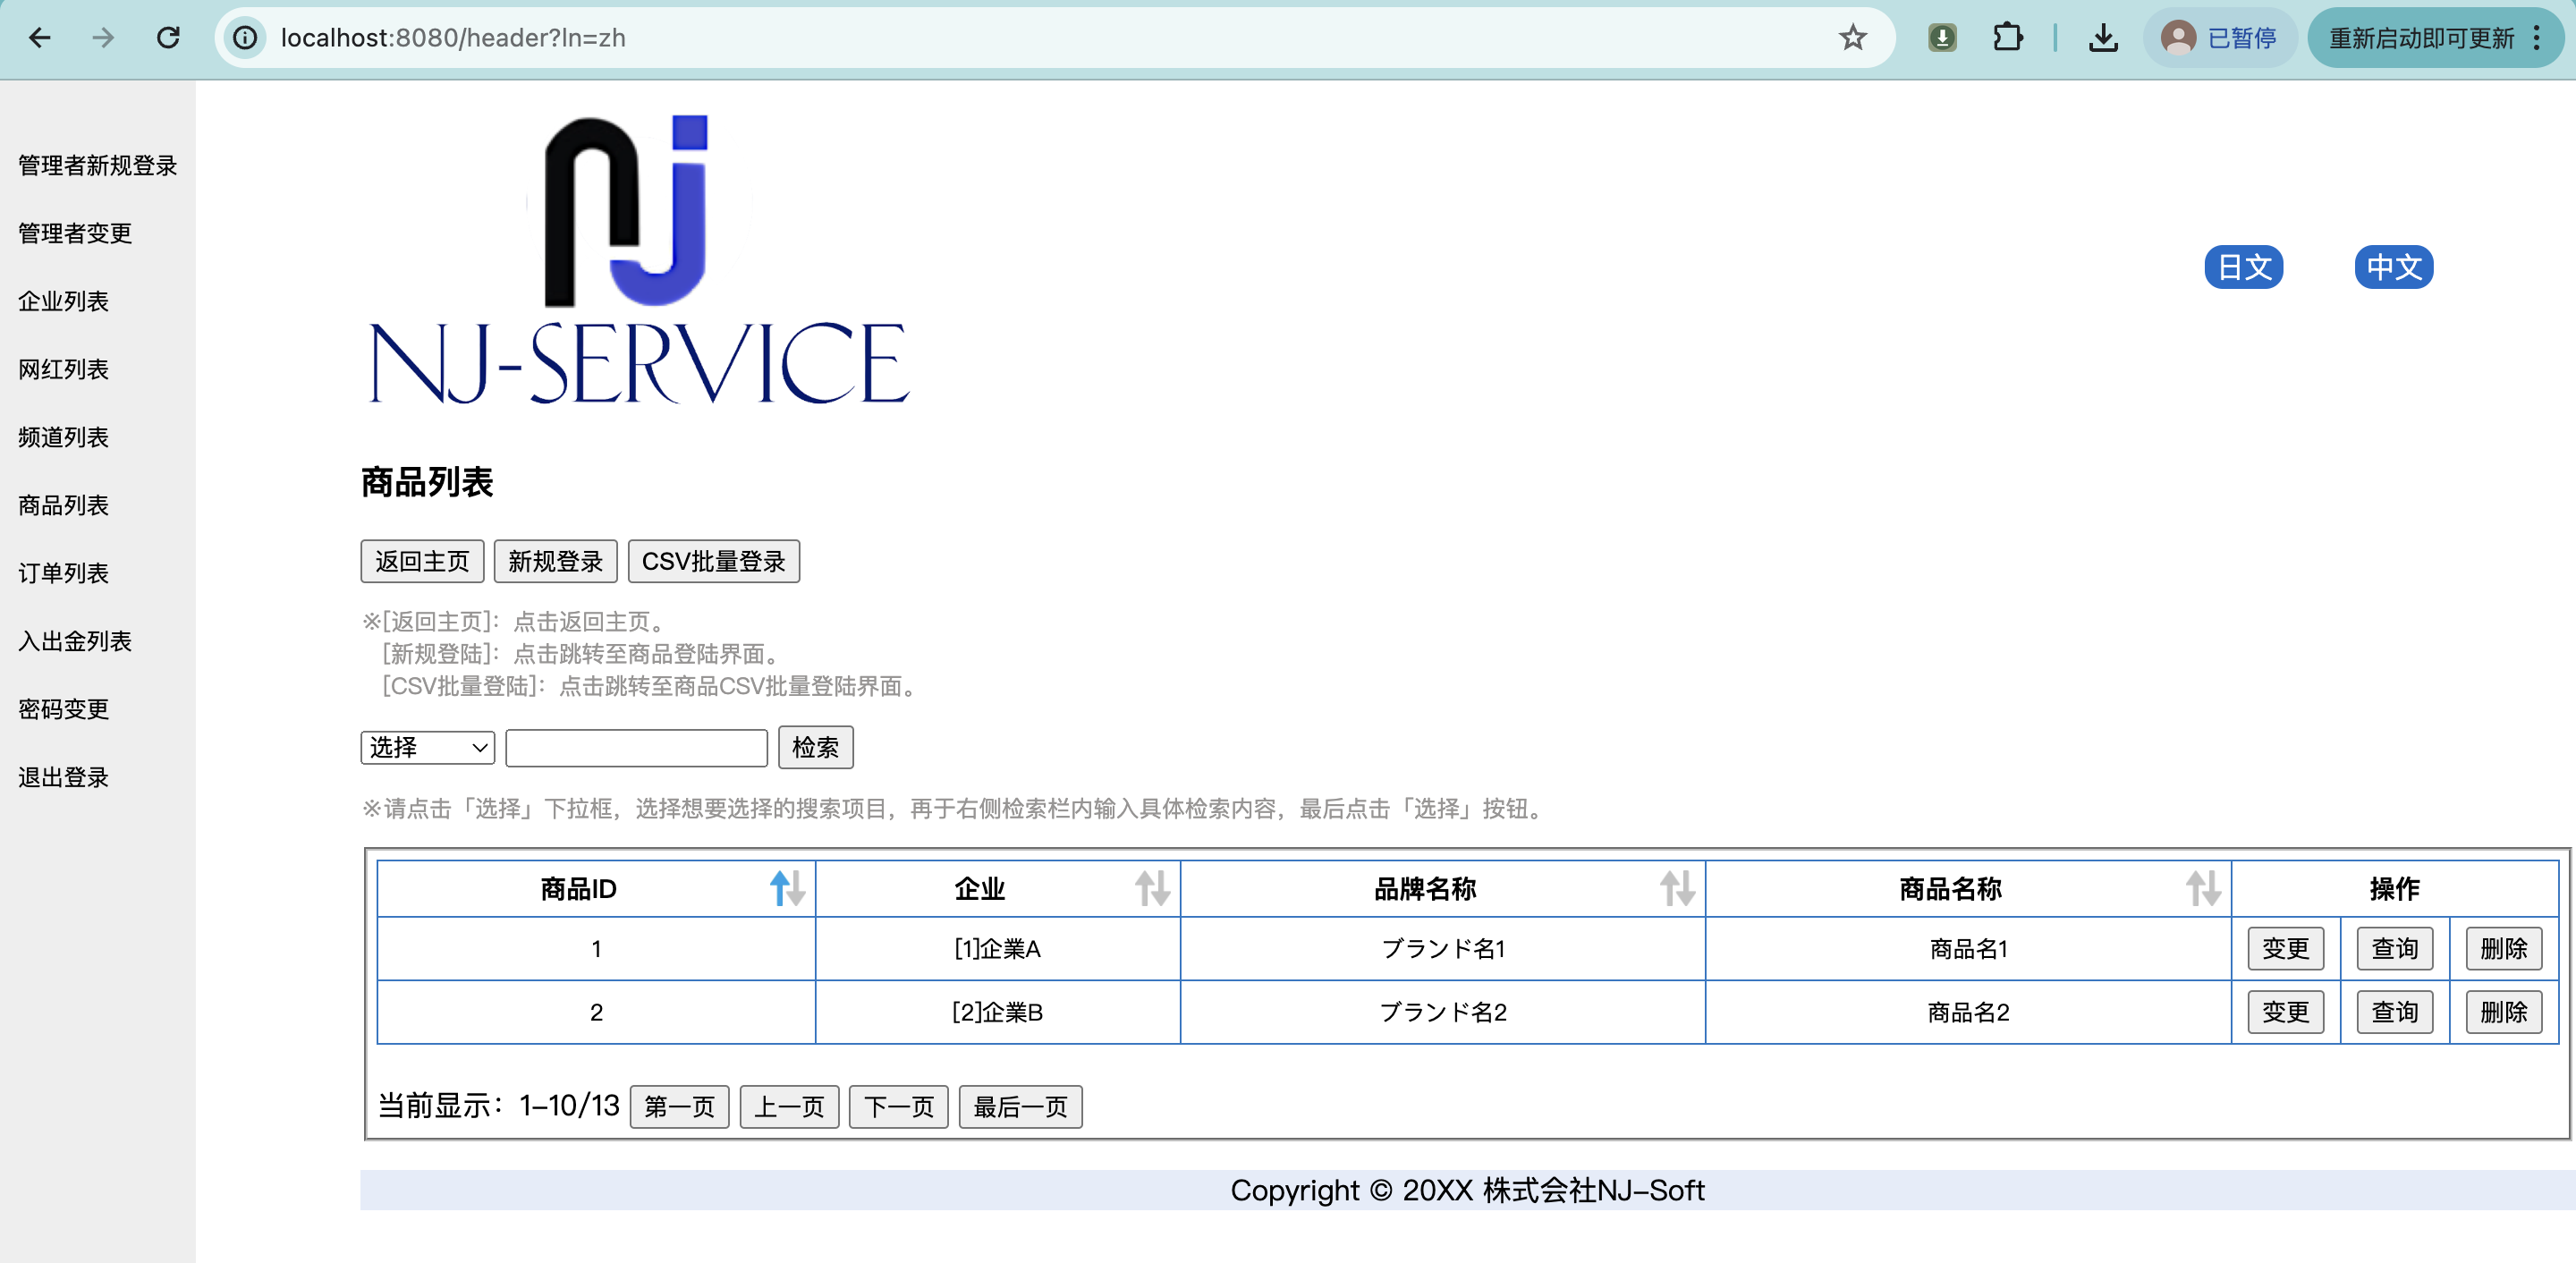 localhost:8080/header?ln=zh
已暂停
重新启动即可更新
管理者新规登录
管理者变更
企业列表
网红列表
频道列表
商品列表
订单列表
入出金列表
密码变更
退出登录
nj
NJ-SERVICE
日文 中文
商品列表
返回主页 新规登录 CSV批量登录
※[返回主页]：点击返回主页。
[新规登陆]：点击跳转至商品登陆界面。
[CSV批量登陆]：点击跳转至商品CSV批量登陆界面。
选择 检索
※请点击「选择」下拉框，选择想要选择的搜索项目，再于右侧检索栏内输入具体检索内容，最后点击「选择」按钮。
商品ID 企业 品牌名称 商品名称 操作
1 [1]企業A ブランド名1 商品名1 变更 查询 删除
2 [2]企業B ブランド名2 商品名2 变更 查询 删除
当前显示：1–10/13 第一页 上一页 下一页 最后一页
Copyright © 20XX 株式会社NJ–Soft